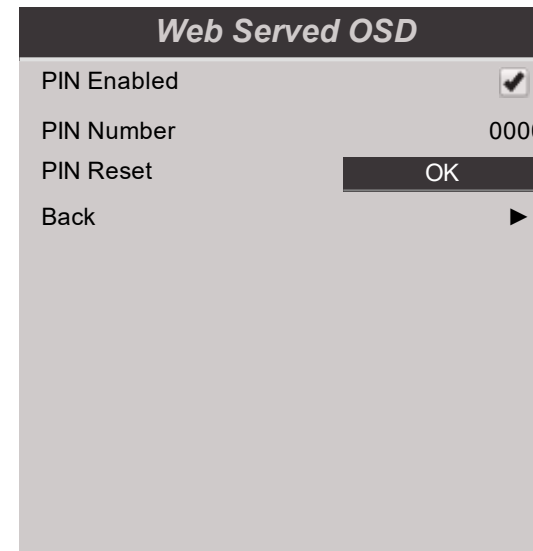 Web Served OSD
PIN Enabled
PIN Number 000
PIN Reset OK
Back